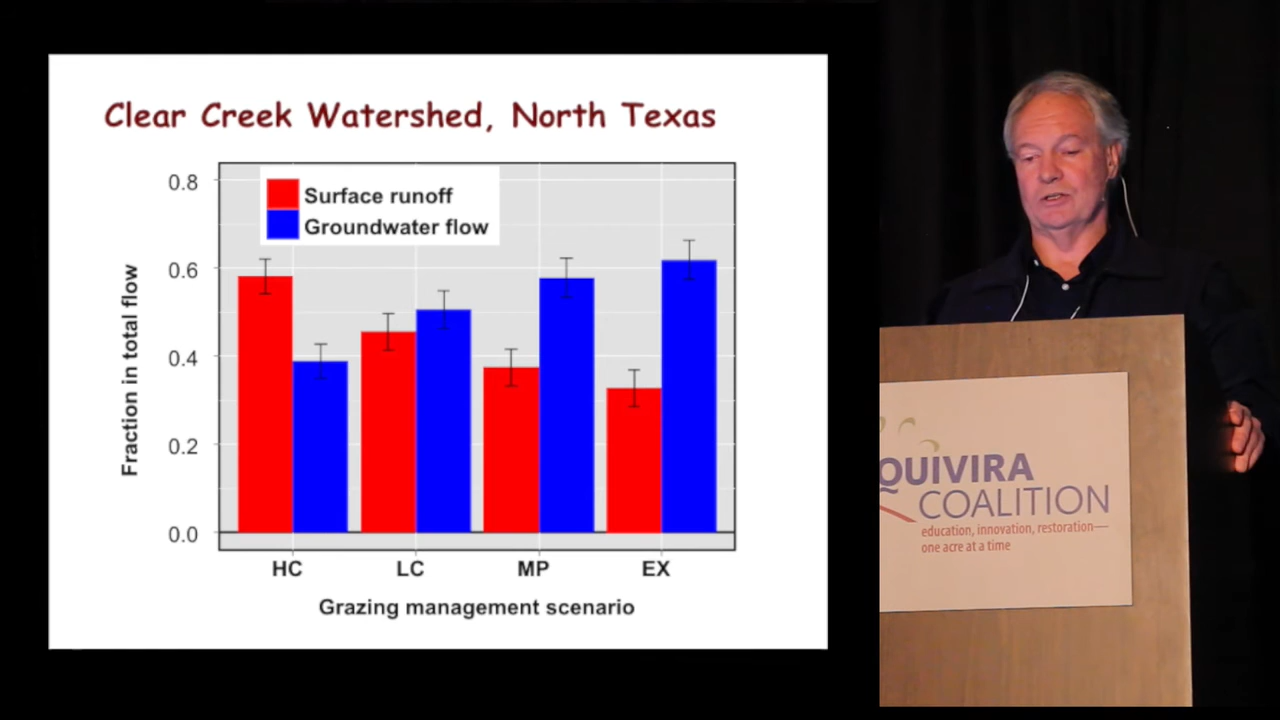 Clear Creek Watershed, North Texas
Surface runoff
Groundwater flow
Fraction in total flow
0.8
0.6
0.4
0.2
0.0
HC LC MP EX
Grazing management scenario
QUIVIRA
COALITION
education, innovation, restoration—
one acre at a time